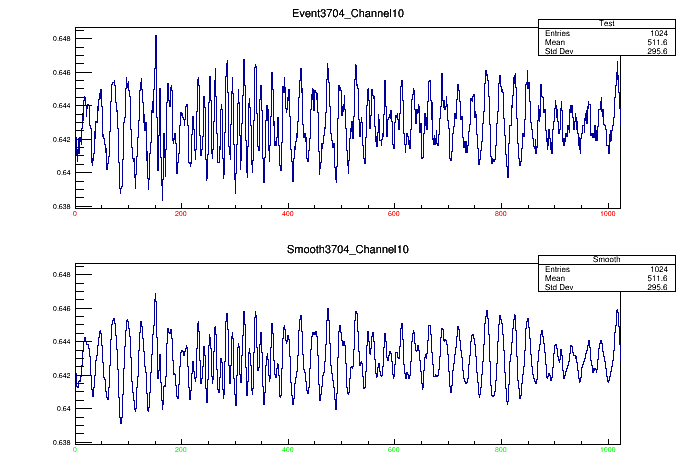 Event3704_Channel10
Test
Entries 1024
Mean 511.6
Std Dev 295.6
0.648
0.646
0.644
0.642
0.64
0.638
0 200 400 600 800 1000
Smooth3704_Channel10
Smooth
Entries 1024
Mean 511.6
Std Dev 295.6
0.648
0.646
0.644
0.642
0.64
0.638
0 200 400 600 800 1000